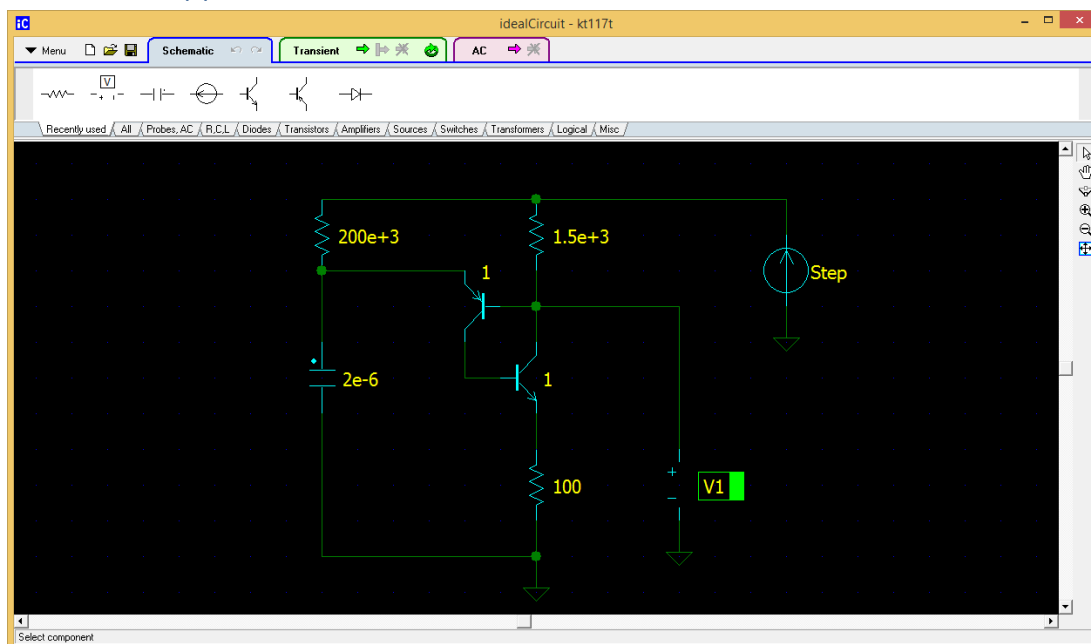 iC idealCircuit - kt117t
Menu Schematic Transient AC
V
Recently used All Probes, AC R,C,L Diodes Transistors Amplifiers Sources Switches Transformers Logical Misc
200e+3 1.5e+3
1 Step
2e-6 1
100 + V1
−
Select component